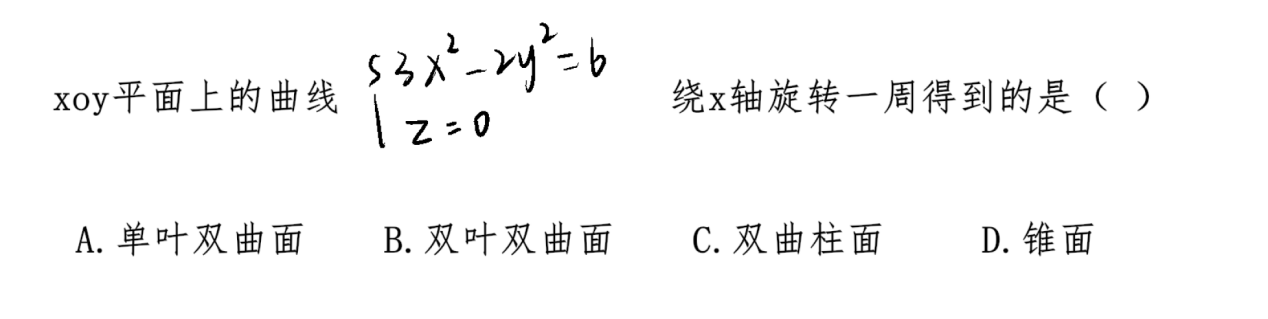 xoy平面上的曲线 { 3x²-2y²=6 绕x轴旋转一周得到的是（ ）
z=0
A.单叶双曲面 B.双叶双曲面 C.双曲柱面 D.锥面